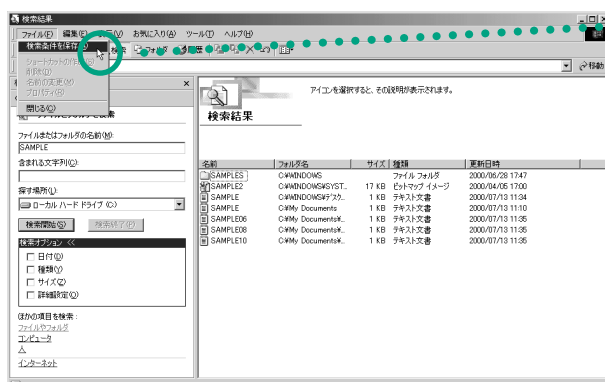 検索結果
ファイル(F) 編集(E) お気に入り(A) ツール(T) ヘルプ(H)
検索条件を保存
検索
ショートカットの作成(S)
削除(D)
名前の変更(M)
プロパティ(R)
閉じる(C)
移動
ファイルまたはフォルダの名前(M):
SAMPLE
含まれる文字列(C):
探す場所(L):
ローカル ハード ドライブ (C:)
検索開始(S) 検索終了(P)
検索オプション <<
日付(D)
種類(Y)
サイズ(Z)
詳細設定(O)
ほかの項目を検索:
ファイルやフォルダ
コンピュータ
人
インターネット
検索結果
アイコンを選択すると、その説明が表示されます。
名前 フォルダ名 サイズ 種類 更新日時
SAMPLES C:¥WINDOWS ファイル フォルダ 2000/06/28 17:47
SAMPLE2 C:¥WINDOWS¥SYST... 17 KB ビットマップ イメージ 2000/04/05 17:00
SAMPLE C:¥WINDOWS¥ﾃﾞｽｸ... 1 KB テキスト文書 2000/07/13 11:34
SAMPLE C:¥My Documents 1 KB テキスト文書 2000/07/13 11:10
SAMPLE06 C:¥My Documents¥... 1 KB テキスト文書 2000/07/13 11:35
SAMPLE08 C:¥My Documents¥... 1 KB テキスト文書 2000/07/13 11:35
SAMPLE10 C:¥My Documents¥... 1 KB テキスト文書 2000/07/13 11:35